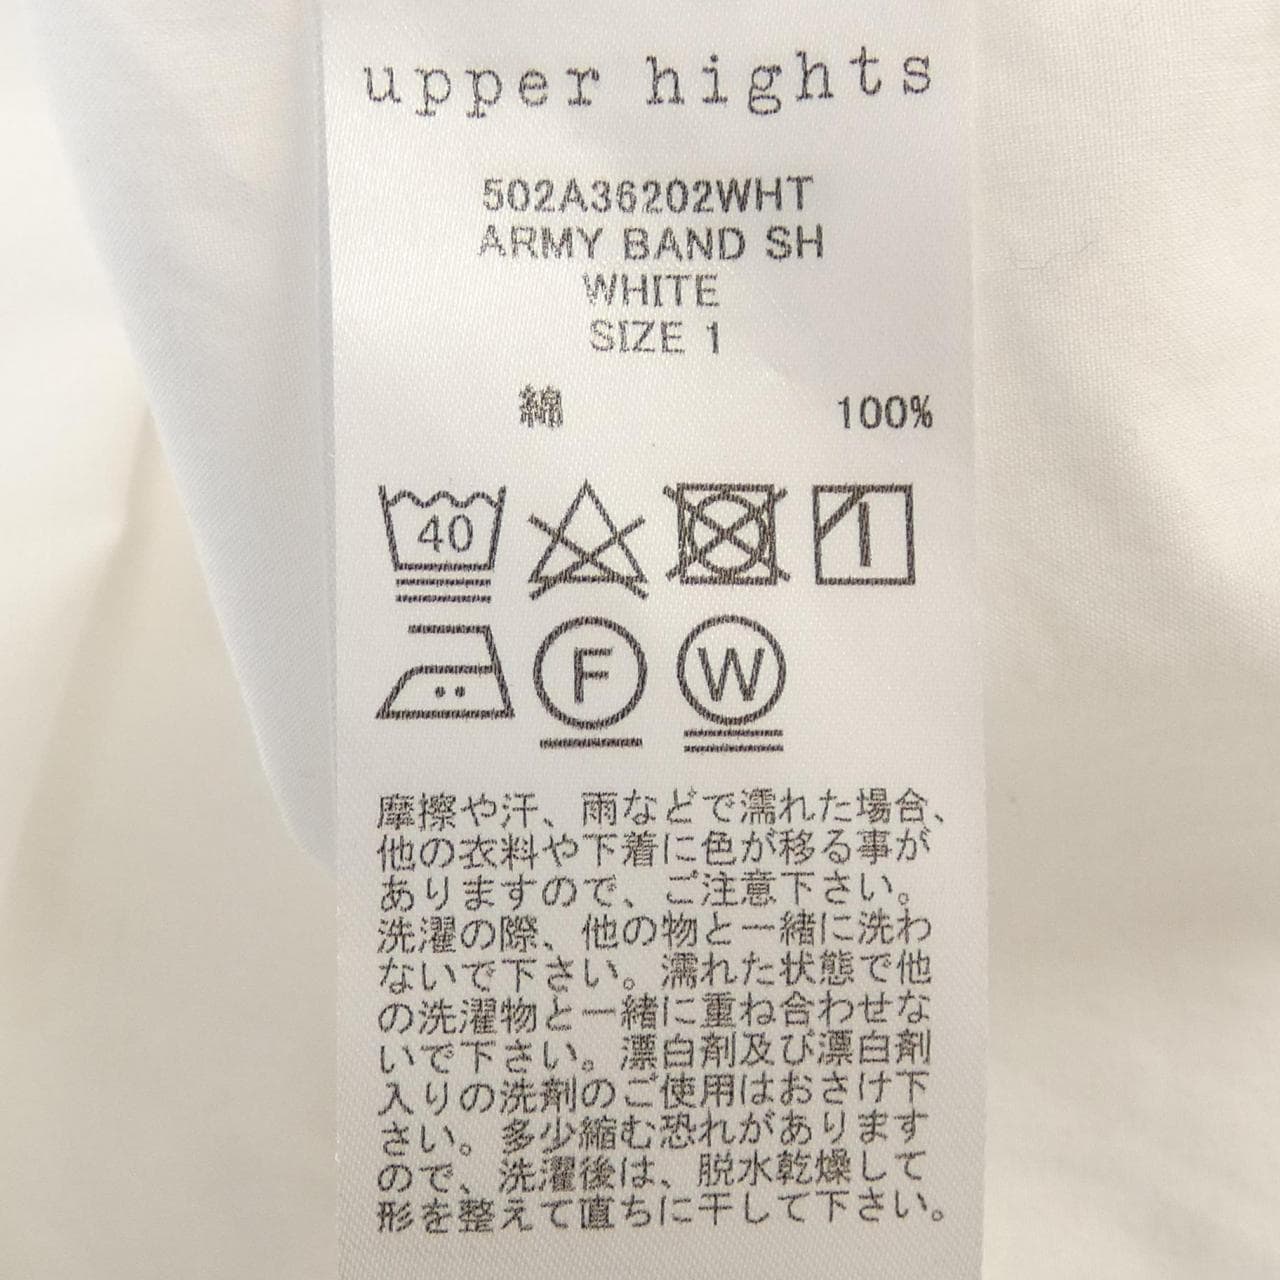 upper hights
502A36202WHT
ARMY BAND SH
WHITE
SIZE 1
綿 100%
40
F W
摩擦や汗、雨などで濡れた場合、
他の衣料や下着に色が移る事が
ありますので、ご注意下さい。
洗濯の際、他の物と一緒に洗わ
ないで下さい。濡れた状態で他
の洗濯物と一緒に重ね合わせな
いで下さい。漂白剤及び漂白剤
入りの洗剤のご使用はおさけ下
さい。多少縮む恐れがあります
ので、洗濯後は、脱水乾燥して
形を整えて直ちに干して下さい。